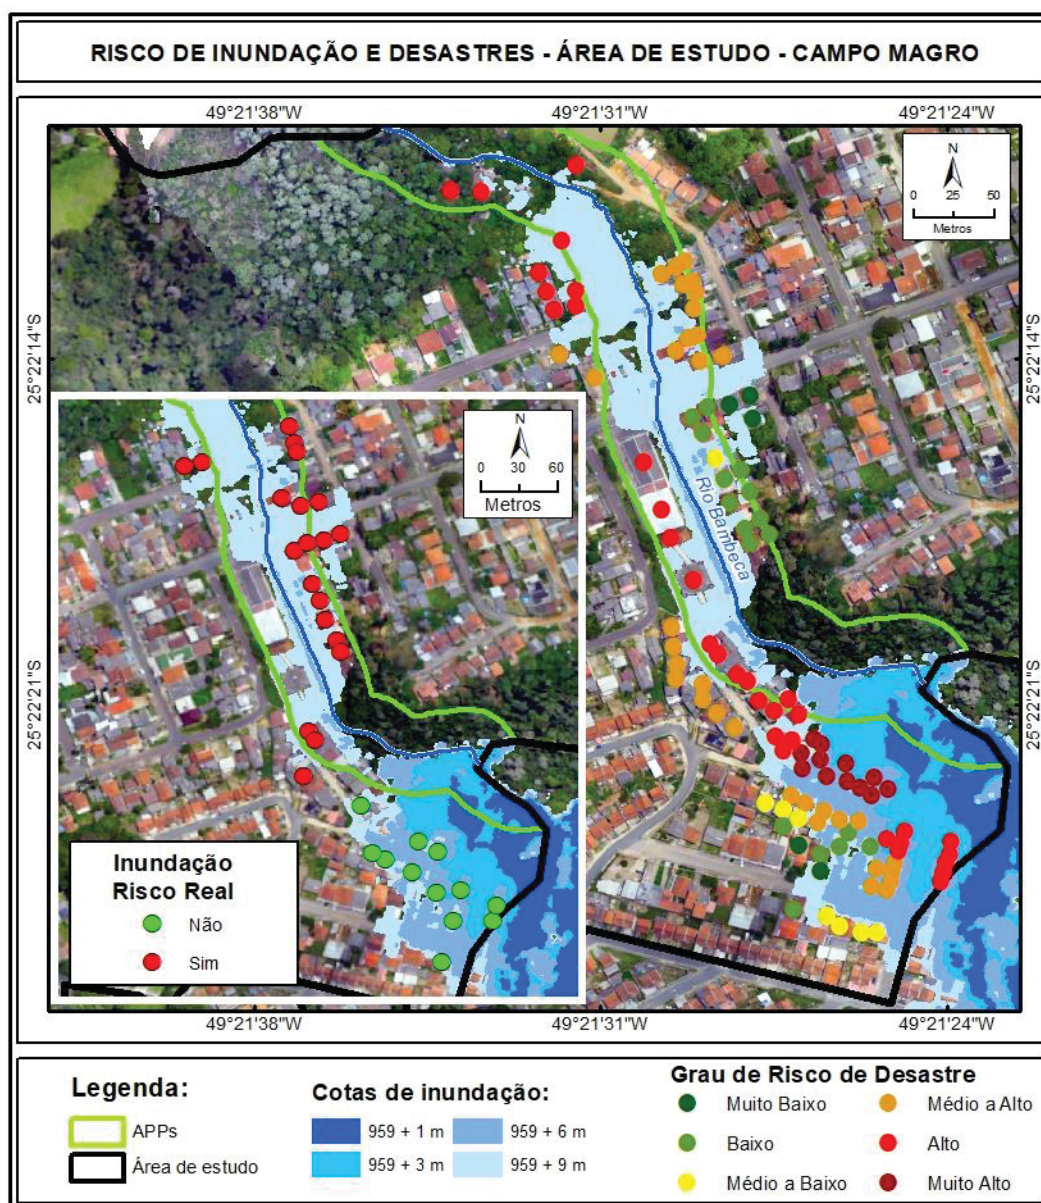 RISCO DE INUNDAÇÃO E DESASTRES - ÁREA DE ESTUDO - CAMPO MAGRO
49°21'38"W 49°21'31"W 49°21'24"W
N
0 25 50
Metros
25°22'14"S 25°22'14"S
N
0 30 60
Metros
Rio Bambeca
25°22'21"S 25°22'21"S
Inundação
Risco Real
Não
Sim
49°21'38"W 49°21'31"W 49°21'24"W
Legenda:
APPs
Área de estudo
Cotas de inundação:
959 + 1 m 959 + 6 m
959 + 3 m 959 + 9 m
Grau de Risco de Desastre
Muito Baixo Médio a Alto
Baixo Alto
Médio a Baixo Muito Alto